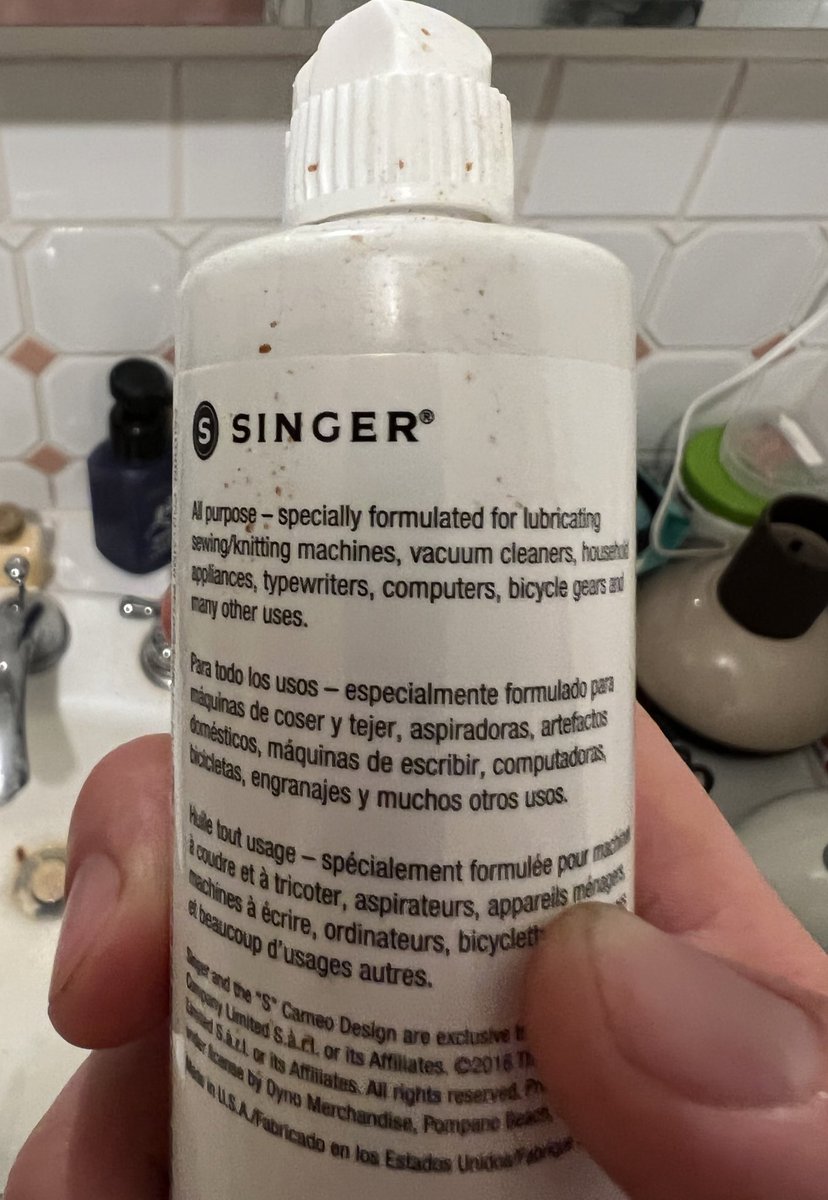 S SINGER®
All purpose – specially formulated for lubricating
sewing/knitting machines, vacuum cleaners, household
appliances, typewriters, computers, bicycle gears and
many other uses.
Para todo los usos – especialmente formulado para
máquinas de coser y tejer, aspiradoras, artefactos
domésticos, máquinas de escribir, computadoras,
bicicletas, engranajes y muchos otros usos.
Huile tout usage – spécialement formulée pour machines
à coudre et à tricoter, aspirateurs, appareils ménagers,
machines à écrire, ordinateurs,
et beaucoup d'usages autres.
Singer and the "S" Cameo Design are exclusive
Company Limited S.à.r.l. or its Affiliates. ©2016
Limited S.à.r.l. or its Affiliates. All rights reserved.
under license by Dyno Merchandise, Pompano Beach,
Made in U.S.A./Fabricado en los Estados Unidos/Fabriqué